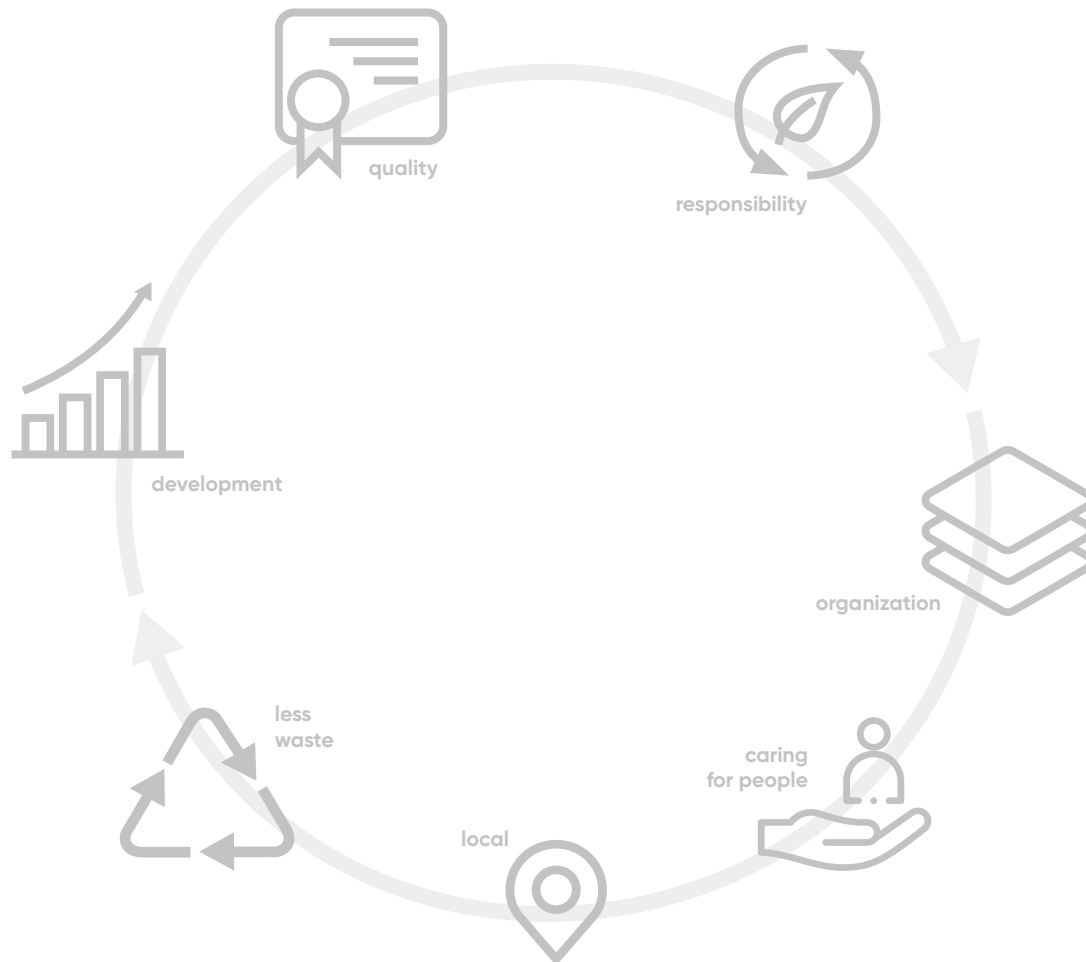 quality
responsibility
development
organization
less
waste
caring
for people
local